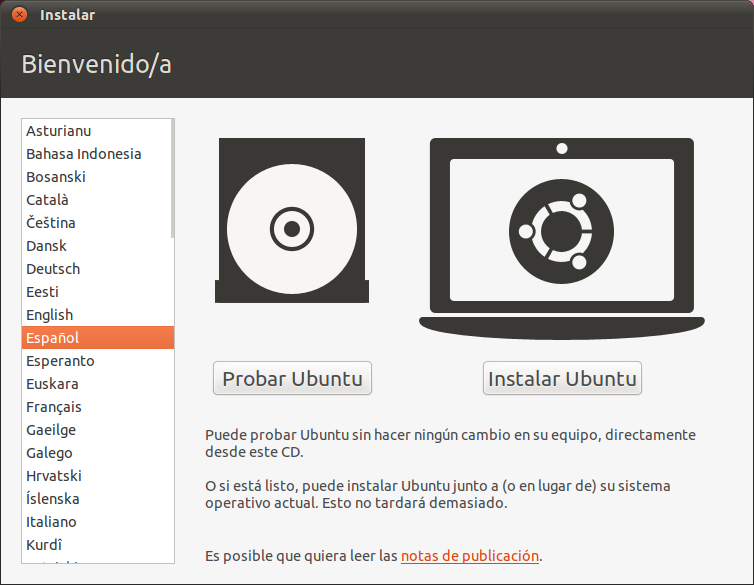 Instalar
Bienvenido/a
Asturianu
Bahasa Indonesia
Bosanski
Català
Čeština
Dansk
Deutsch
Eesti
English
Español
Esperanto
Euskara
Français
Gaeilge
Galego
Hrvatski
Íslenska
Italiano
Kurdî
Probar Ubuntu
Instalar Ubuntu
Puede probar Ubuntu sin hacer ningún cambio en su equipo, directamente
desde este CD.
O si está listo, puede instalar Ubuntu junto a (o en lugar de) su sistema
operativo actual. Esto no tardará demasiado.
Es posible que quiera leer las notas de publicación.